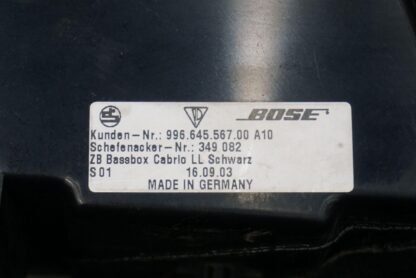 BOSE
Kunden-Nr.: 996.645.567.00 A10
Schefenacker-Nr.: 349 082
ZB Bassbox Cabrio LL Schwarz
S01 16.09.03
MADE IN GERMANY